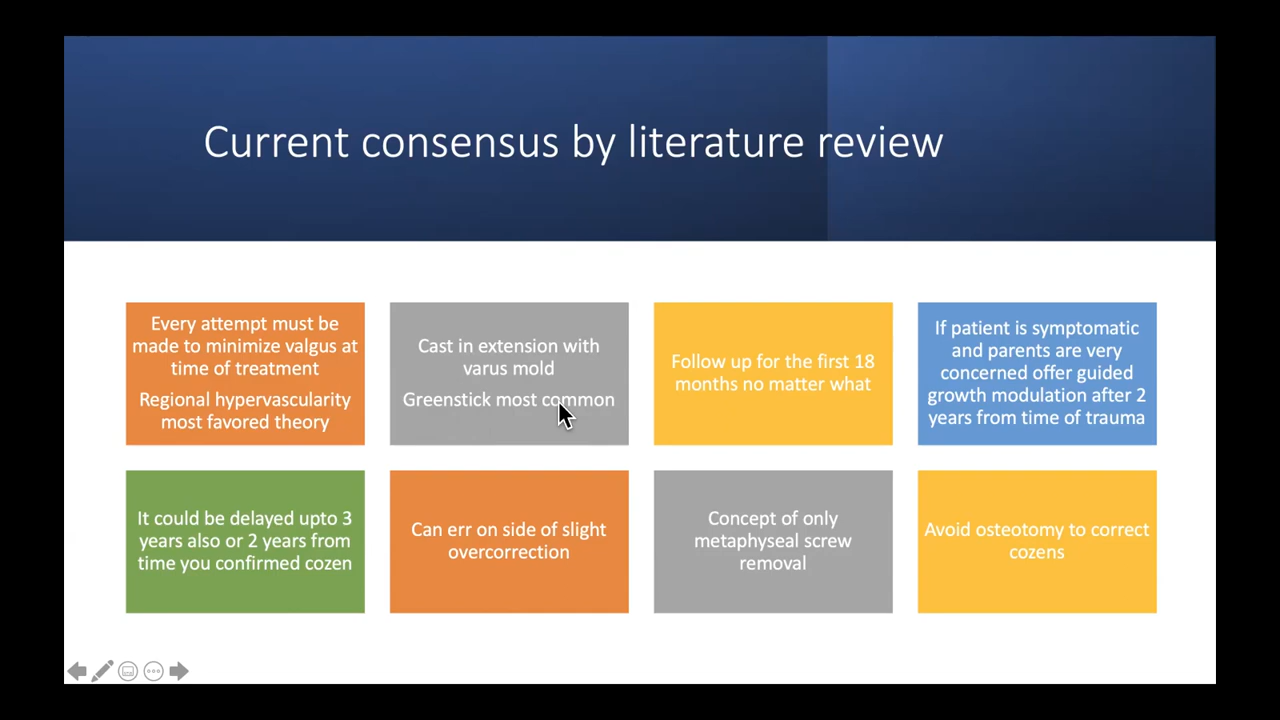 Current consensus by literature review
Every attempt must be
made to minimize valgus at
time of treatment
Regional hypervascularity
most favored theory
Cast in extension with
varus mold
Greenstick most common
Follow up for the first 18
months no matter what
If patient is symptomatic
and parents are very
concerned offer guided
growth modulation after 2
years from time of trauma
It could be delayed upto 3
years also or 2 years from
time you confirmed cozen
Can err on side of slight
overcorrection
Concept of only
metaphyseal screw
removal
Avoid osteotomy to correct
cozens